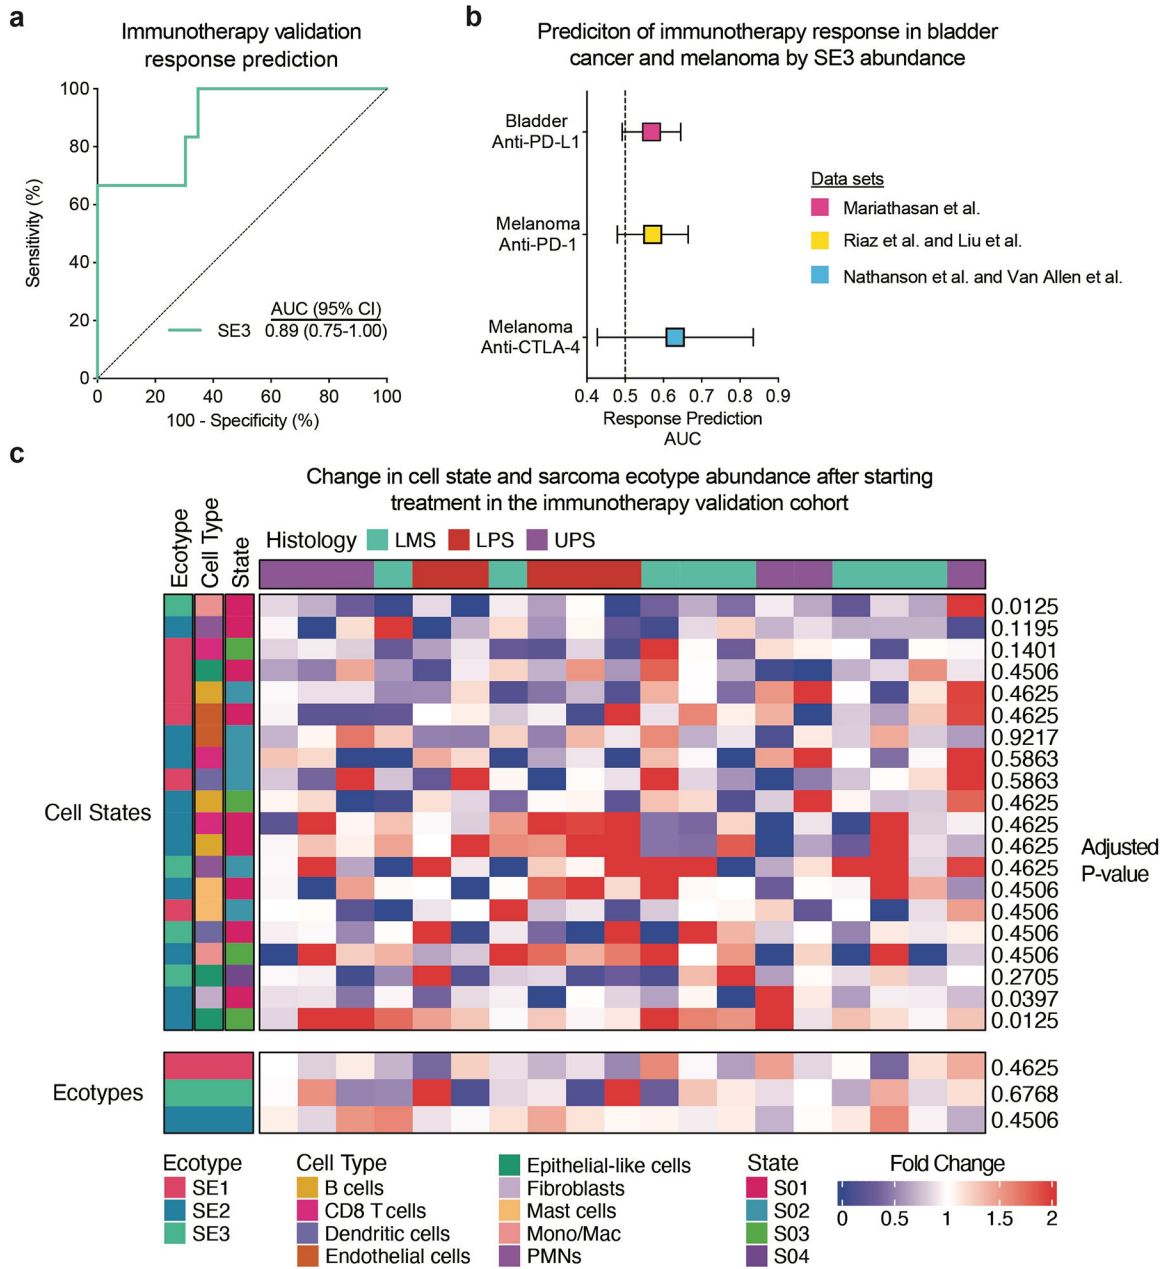 a
Immunotherapy validation
response prediction
100
80
60
40
20
0
Sensitivity (%)
AUC (95% CI)
SE3 0.89 (0.75-1.00)
0 20 40 60 80 100
100 - Specificity (%)
b
Prediciton of immunotherapy response in bladder
cancer and melanoma by SE3 abundance
Bladder
Anti-PD-L1
Melanoma
Anti-PD-1
Melanoma
Anti-CTLA-4
0.4 0.5 0.6 0.7 0.8 0.9
Response Prediction
AUC
Data sets
Mariathasan et al.
Riaz et al. and Liu et al.
Nathanson et al. and Van Allen et al.
c
Change in cell state and sarcoma ecotype abundance after starting
treatment in the immunotherapy validation cohort
Ecotype
Cell Type
State
Histology LMS LPS UPS
Cell States
0.0125
0.1195
0.1401
0.4506
0.4625
0.4625
0.9217
0.5863
0.5863
0.4625
0.4625
0.4625
0.4625
0.4506
0.4506
0.4506
0.4506
0.2705
0.0397
0.0125
Adjusted
P-value
Ecotypes
0.4625
0.6768
0.4506
Ecotype
SE1
SE2
SE3
Cell Type
B cells
CD8 T cells
Dendritic cells
Endothelial cells
Epithelial-like cells
Fibroblasts
Mast cells
Mono/Mac
PMNs
State
S01
S02
S03
S04
Fold Change
0 0.5 1 1.5 2